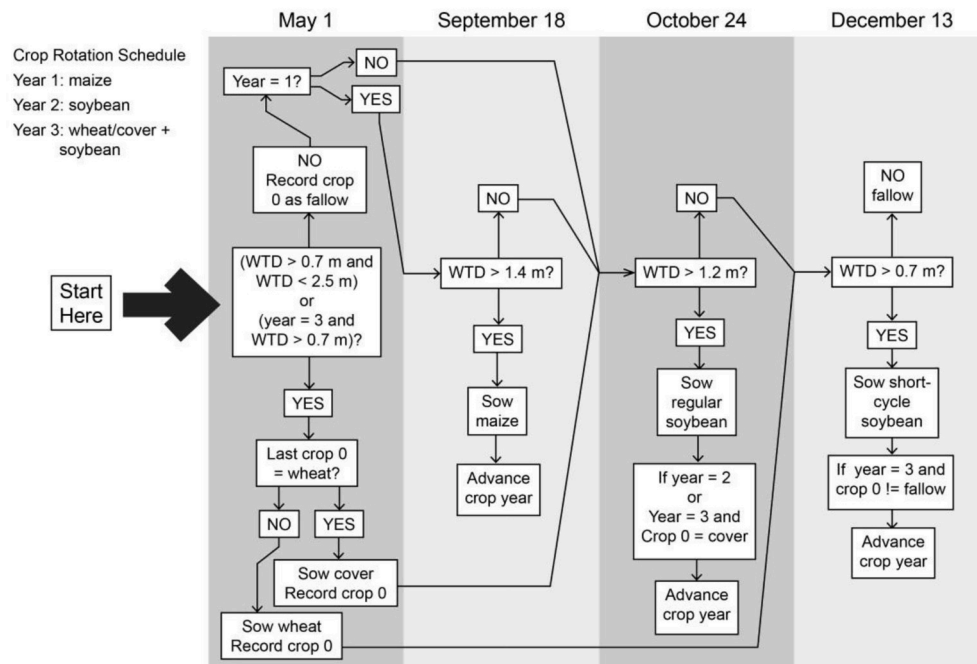 May 1
September 18
October 24
December 13
Crop Rotation Schedule
Year 1: maize
Year 2: soybean
Year 3: wheat/cover +
soybean
Start
Here
Year = 1?
NO
YES
NO
Record crop
0 as fallow
(WTD > 0.7 m and
WTD < 2.5 m)
or
(year = 3 and
WTD > 0.7 m)?
YES
Last crop 0
= wheat?
NO
YES
Sow cover
Record crop 0
Sow wheat
Record crop 0
NO
WTD > 1.4 m?
YES
Sow
maize
Advance
crop year
NO
WTD > 1.2 m?
YES
Sow
regular
soybean
If year = 2
or
Year = 3 and
Crop 0 = cover
Advance
crop year
NO
fallow
WTD > 0.7 m?
YES
Sow short-
cycle
soybean
If year = 3 and
crop 0 != fallow
Advance
crop year